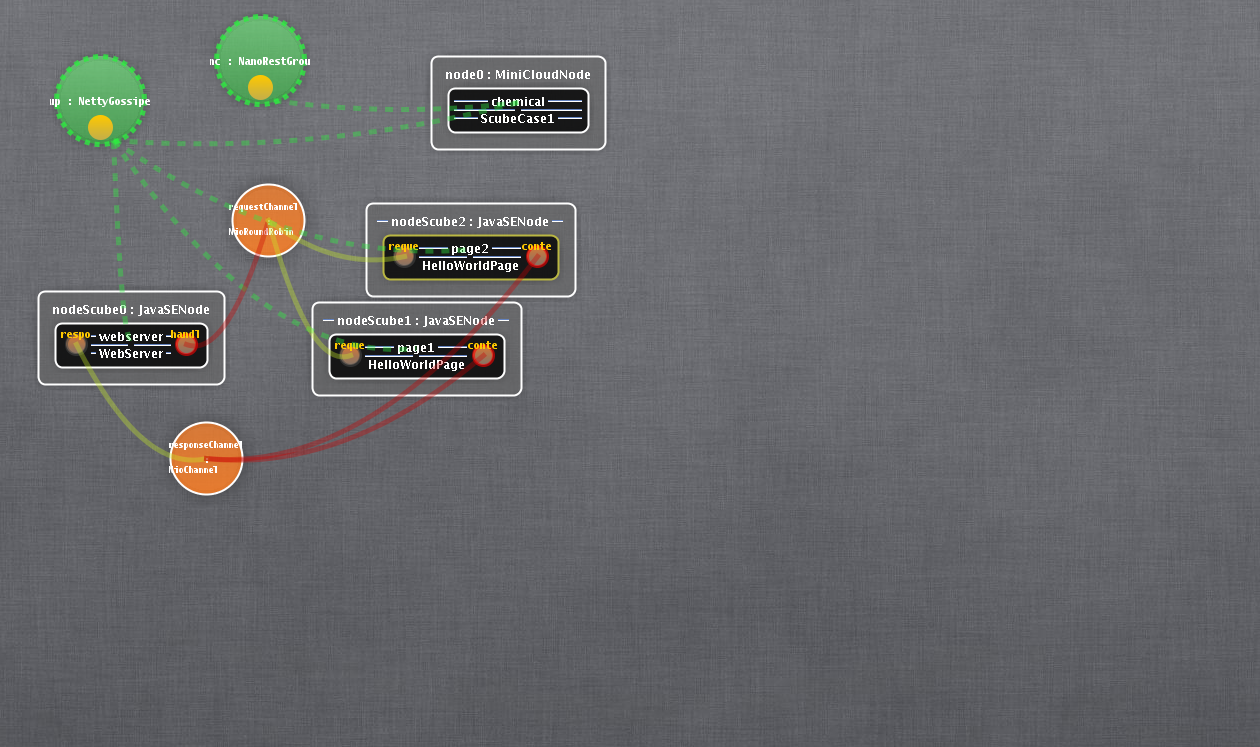 nc : NanoRestGrou
node0 : MiniCloudNode
up : NettyGossipe
chemical
ScubeCase1
requestChannel
:
NioRoundRobin
nodeScube2 : JavaSENode
reque
page2
conte
HelloWorldPage
nodeScube0 : JavaSENode
respo
webserver
handl
WebServer
nodeScube1 : JavaSENode
reque
page1
conte
HelloWorldPage
responseChannel
:
NioChannel